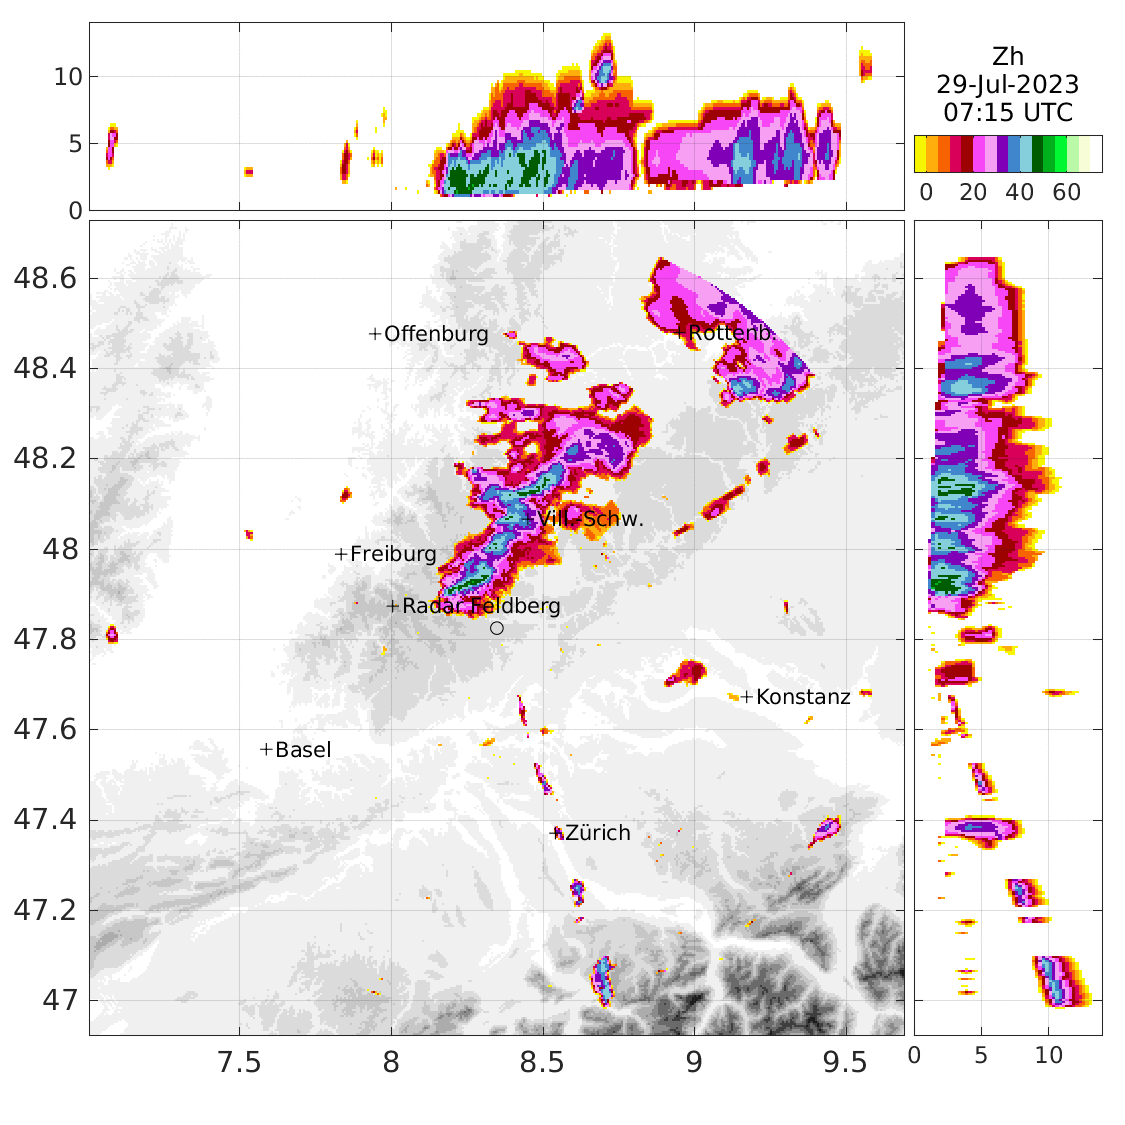 10
5
0
Zh
29-Jul-2023
07:15 UTC
0 20 40 60
48.6
48.4
48.2
48
47.8
47.6
47.4
47.2
47
+Offenburg
+Rottenb.
+Vill.-Schw.
+Freiburg
+Radar Feldberg
+Konstanz
+Basel
+Zürich
7.5 8 8.5 9 9.5
0 5 10